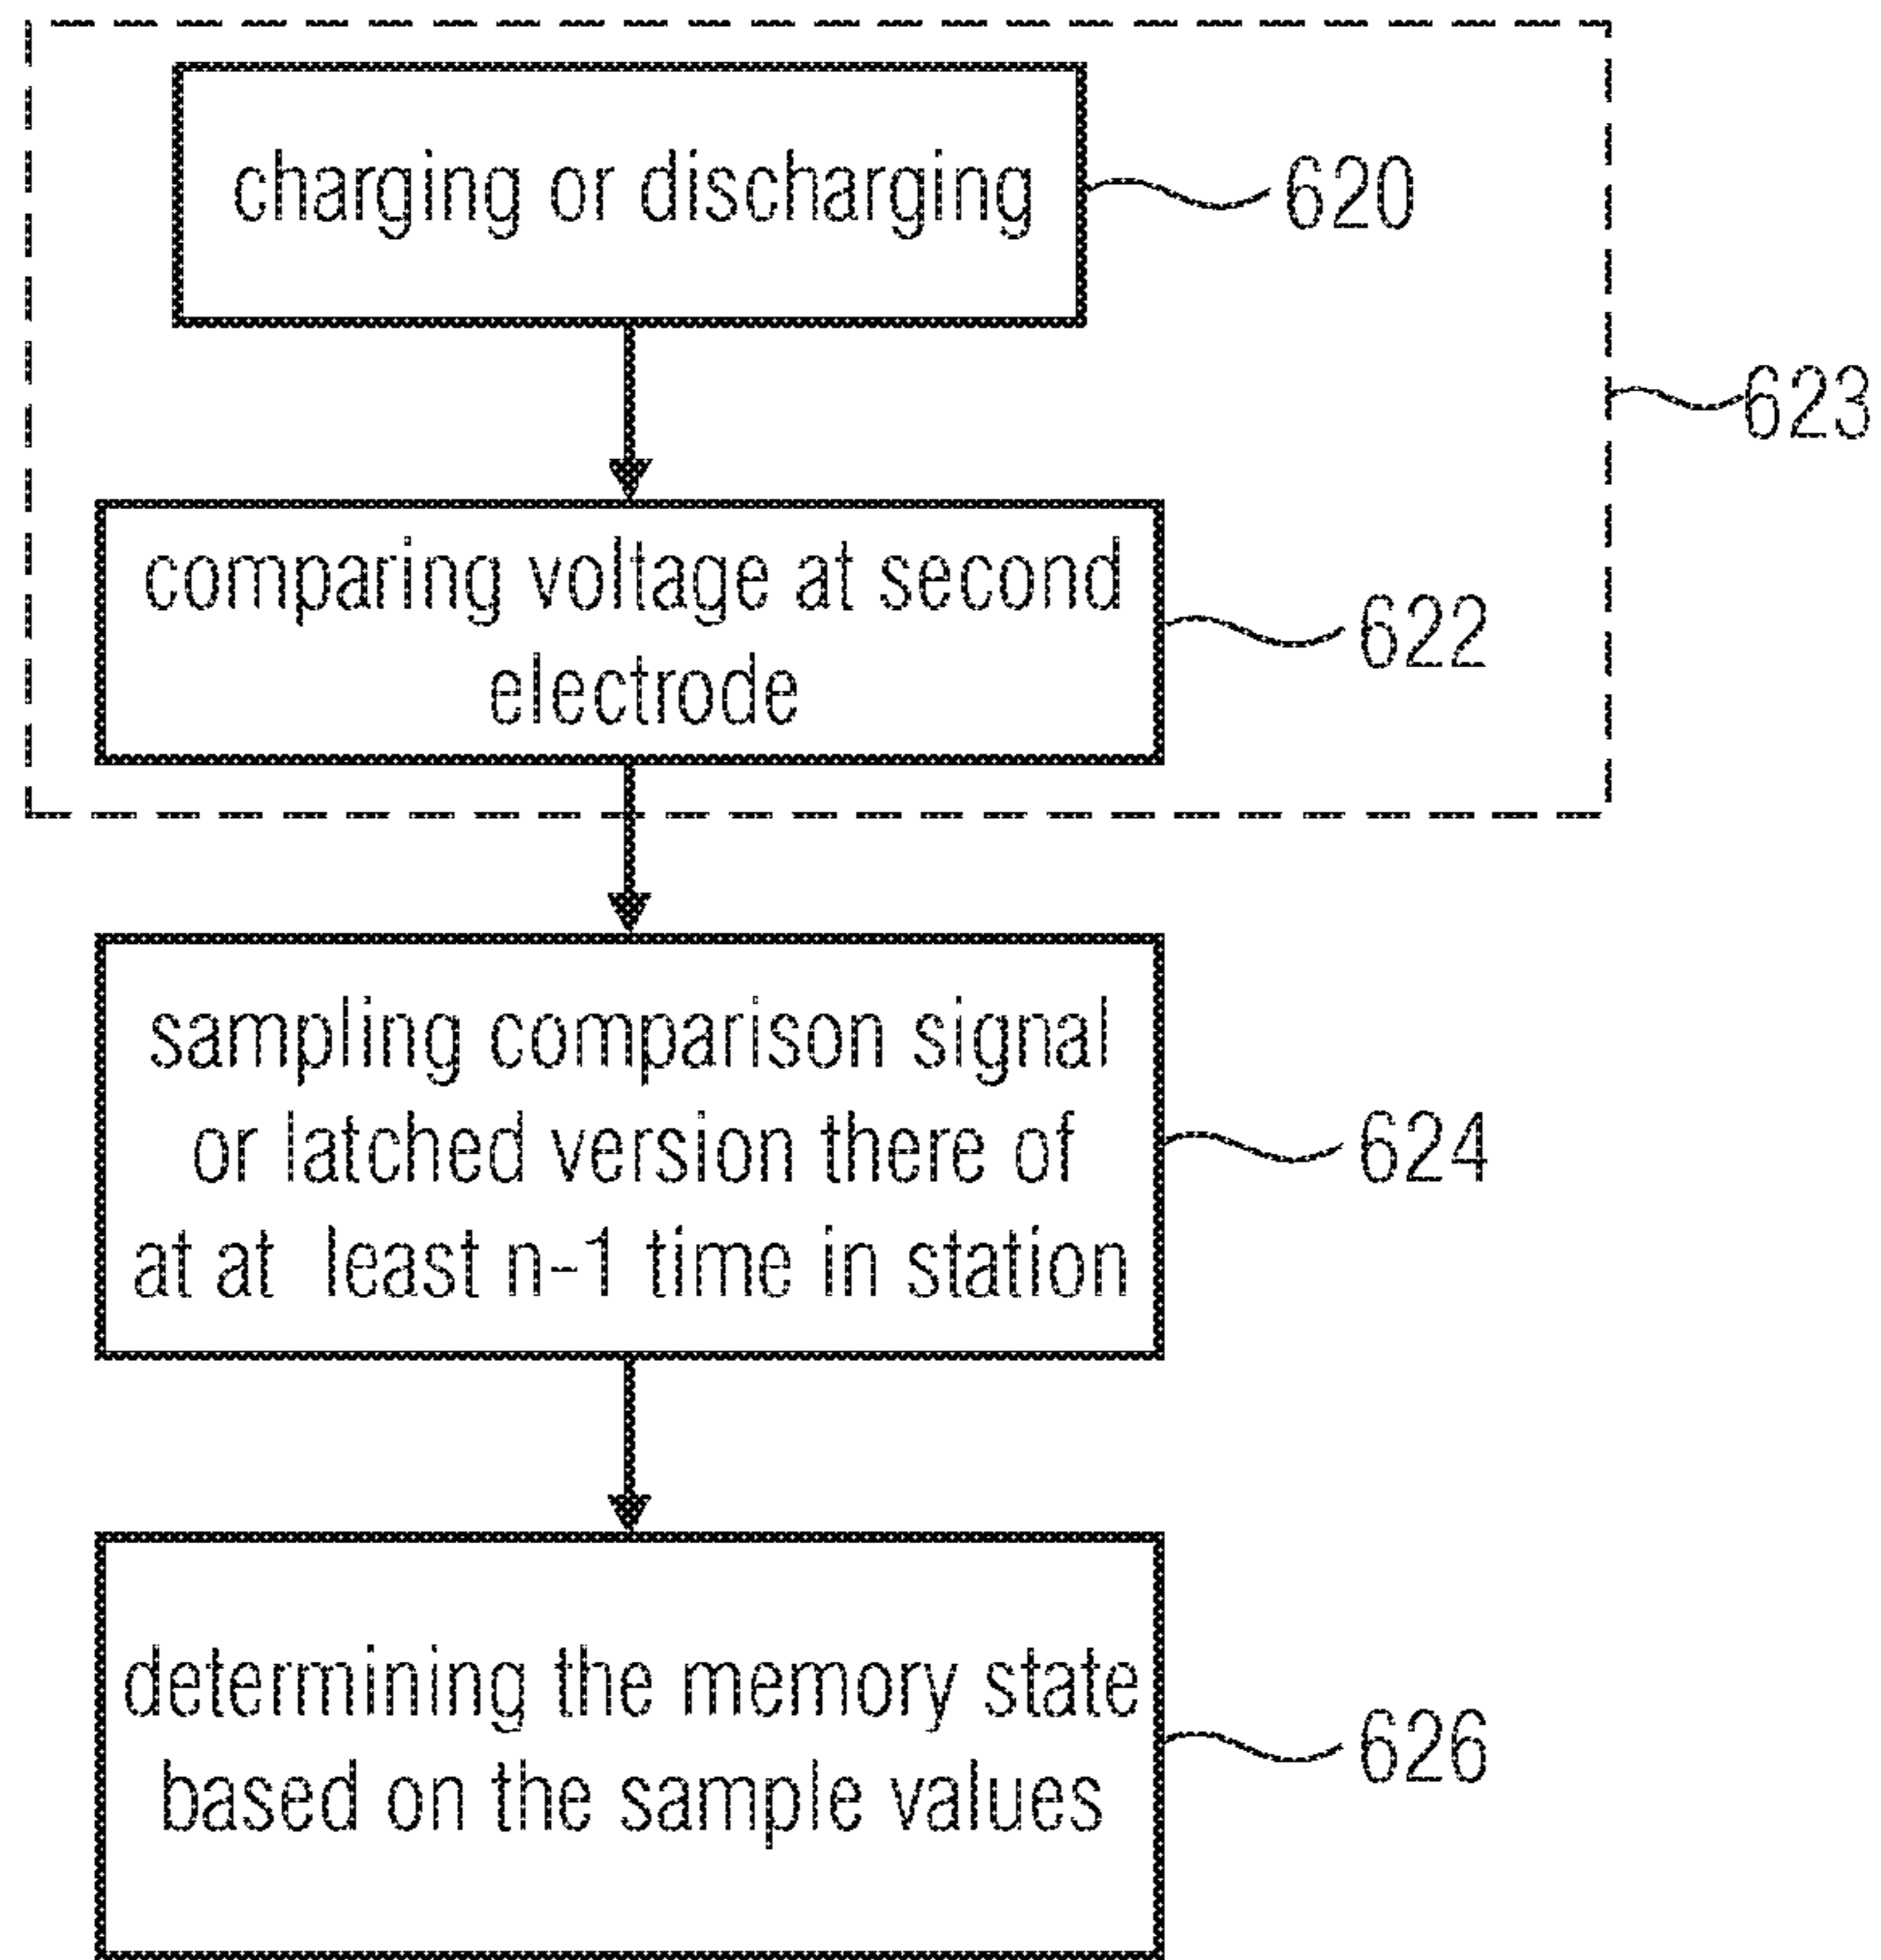 charging or discharging
620
623
comparing voltage at second
electrode
622
sampling comparison signal
or latched version there of
at at least n-1 time in station
624
determining the memory state
based on the sample values
626